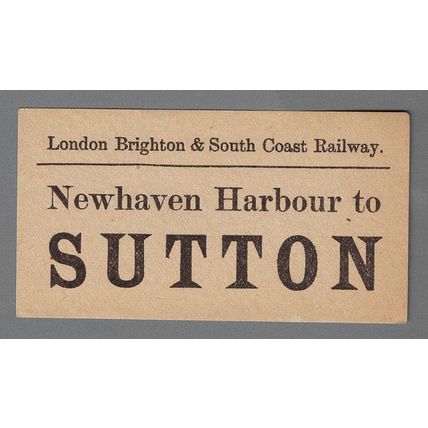 London Brighton & South Coast Railway.
Newhaven Harbour to
SUTTON